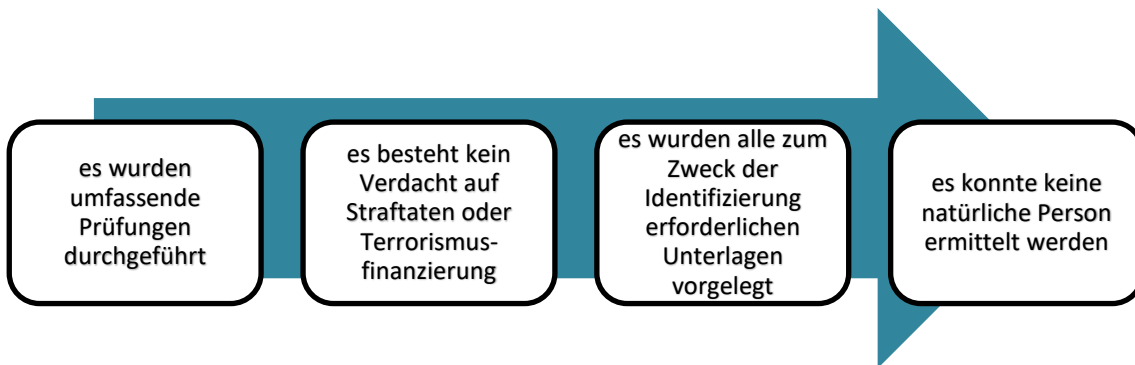 es wurden
umfassende
Prüfungen
durchgeführt
es besteht kein
Verdacht auf
Straftaten oder
Terrorismus-
finanzierung
es wurden alle zum
Zweck der
Identifizierung
erforderlichen
Unterlagen
vorgelegt
es konnte keine
natürliche Person
ermittelt werden